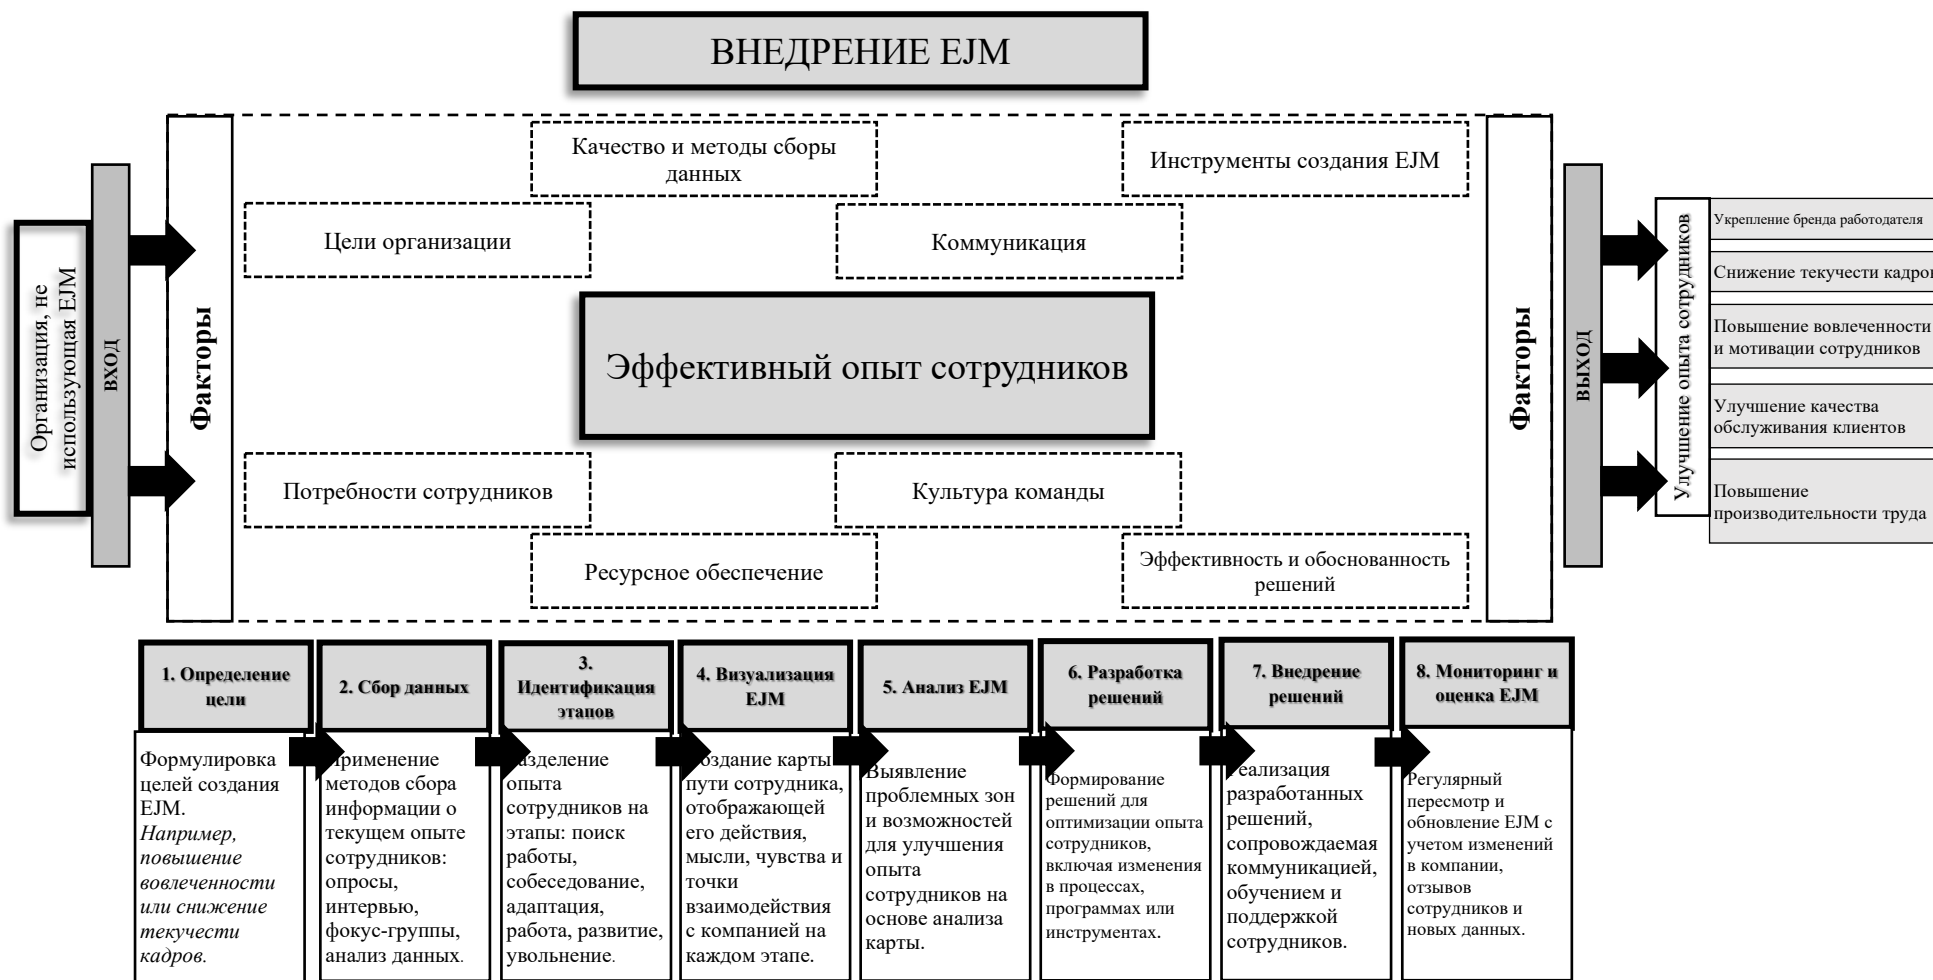 ВНЕДРЕНИЕ EJM
Организация, не
использующая EJM
ВХОД
Факторы
Качество и методы сборы
данных
Инструменты создания EJM
Цели организации
Коммуникация
Эффективный опыт сотрудников
Потребности сотрудников
Культура команды
Ресурсное обеспечение
Эффективность и обоснованность
решений
Факторы
ВЫХОД
Улучшение опыта сотрудников
Укрепление бренда работодателя
Снижение текучести кадров
Повышение вовлеченности
и мотивации сотрудников
Улучшение качества
обслуживания клиентов
Повышение
производительности труда
1. Определение
цели
Формулировка
целей создания
EJM.
Например,
повышение
вовлеченности
или снижение
текучести
кадров.
2. Сбор данных
Применение
методов сбора
информации о
текущем опыте
сотрудников:
опросы,
интервью,
фокус-группы,
анализ данных.
3.
Идентификация
этапов
Разделение
опыта
сотрудников на
этапы: поиск
работы,
собеседование,
адаптация,
работа, развитие,
увольнение.
4. Визуализация
EJM
Создание карты
пути сотрудника,
отображающей
его действия,
мысли, чувства и
точки
взаимодействия
с компанией на
каждом этапе.
5. Анализ EJM
Выявление
проблемных зон
и возможностей
для улучшения
опыта
сотрудников на
основе анализа
карты.
6. Разработка
решений
Формирование
решений для
оптимизации опыта
сотрудников,
включая изменения
в процессах,
программах или
инструментах.
7. Внедрение
решений
Реализация
разработанных
решений,
сопровождаемая
коммуникацией,
обучением и
поддержкой
сотрудников.
8. Мониторинг и
оценка EJM
Регулярный
пересмотр и
обновление EJM с
учетом изменений
в компании,
отзывов
сотрудников и
новых данных.